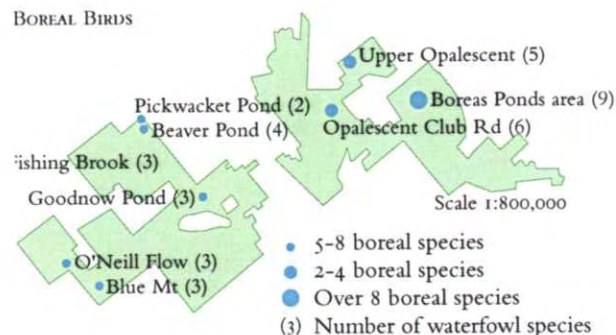 BOREAL BIRDS
Upper Opalescent (5)
Pickwacket Pond (2)
Boreas Ponds area (9)
Beaver Pond (4)
Opalescent Club Rd (6)
ishing Brook (3)
Goodnow Pond (3)
Scale 1:800,000
O'Neill Flow (3)
Blue Mt (3)
5-8 boreal species
2-4 boreal species
Over 8 boreal species
(3) Number of waterfowl species